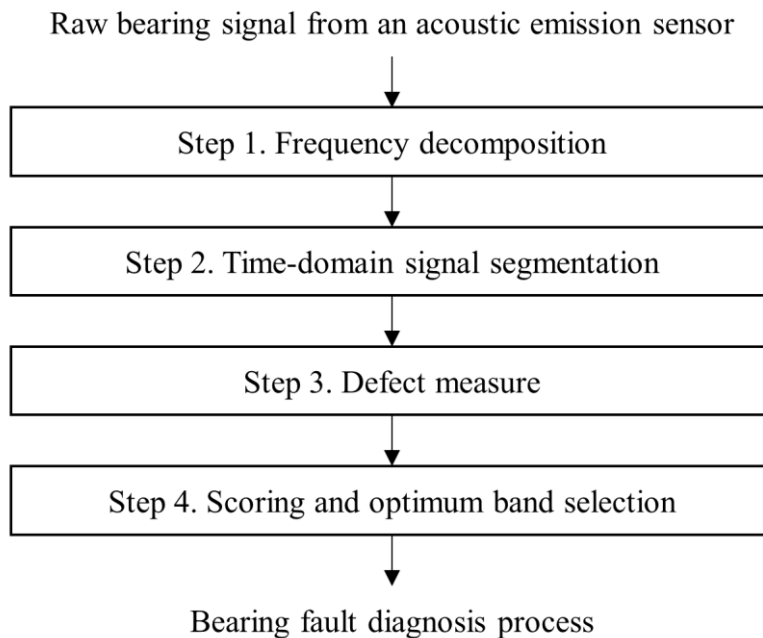 Raw bearing signal from an acoustic emission sensor
Step 1. Frequency decomposition
Step 2. Time-domain signal segmentation
Step 3. Defect measure
Step 4. Scoring and optimum band selection
Bearing fault diagnosis process